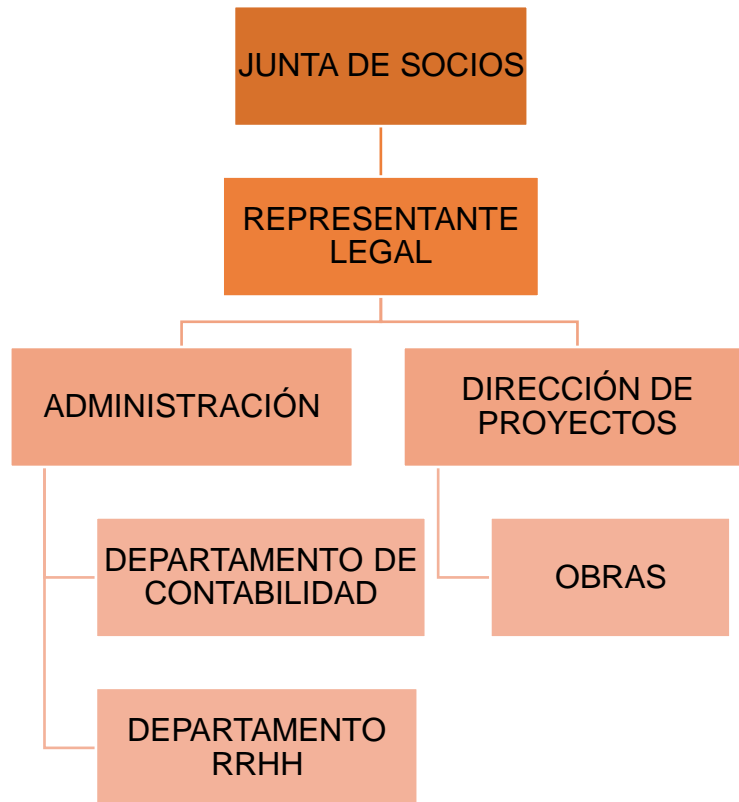 JUNTA DE SOCIOS
REPRESENTANTE
LEGAL
ADMINISTRACIÓN
DIRECCIÓN DE
PROYECTOS
DEPARTAMENTO DE
CONTABILIDAD
OBRAS
DEPARTAMENTO
RRHH